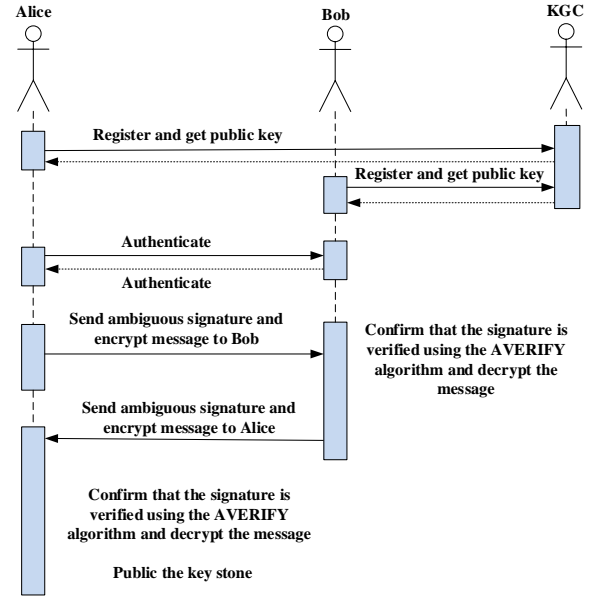 Alice
Bob
KGC
Register and get public key
Register and get public key
Authenticate
Authenticate
Send ambiguous signature and
encrypt message to Bob
Confirm that the signature is
verified using the AVERIFY
algorithm and decrypt the
message
Send ambiguous signature and
encrypt message to Alice
Confirm that the signature is
verified using the AVERIFY
algorithm and decrypt the message
Public the key stone